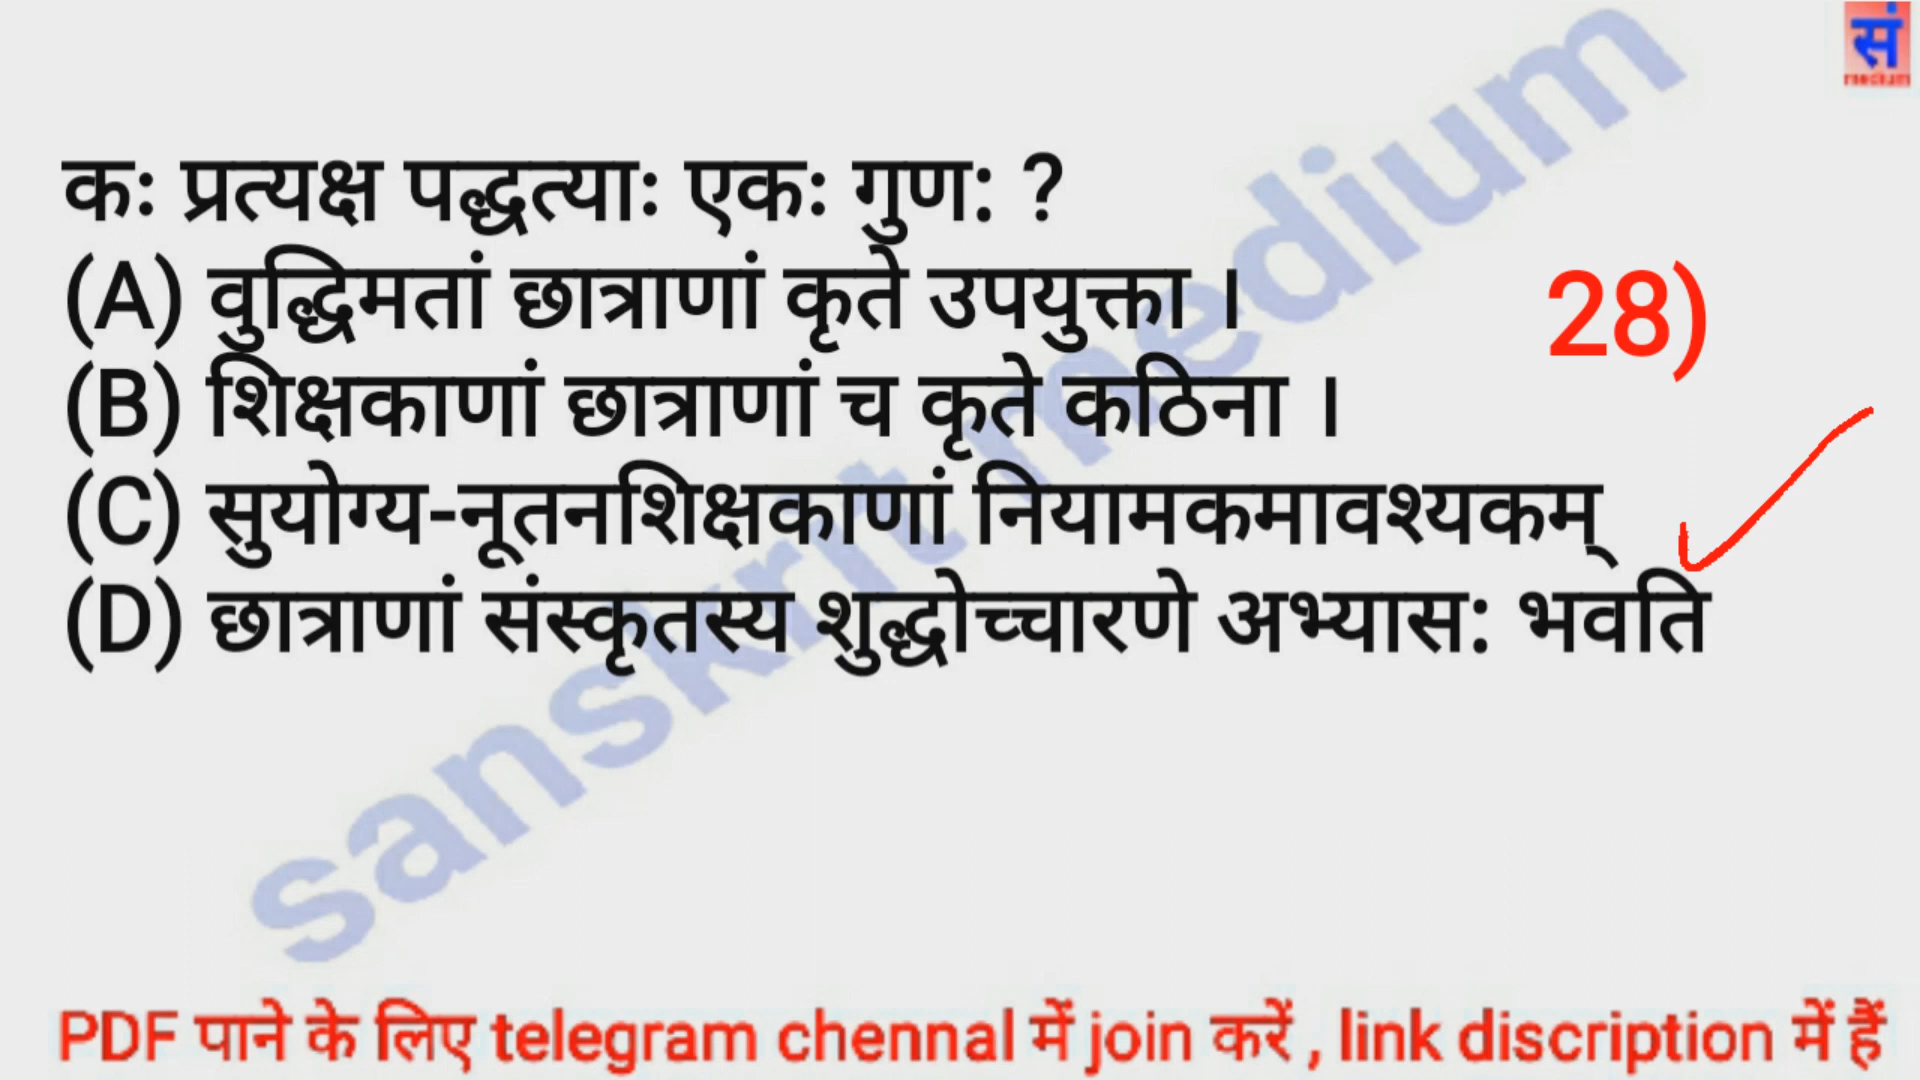 सं
medium
कः प्रत्यक्ष पद्धत्याः एकः गुण: ?
(A) वुद्धिमतां छात्राणां कृते उपयुक्ता ।
28)
(B) शिक्षकाणां छात्राणां च कृते कठिना ।
(C) सुयोग्य-नूतनशिक्षकाणां नियामकमावश्यकम्
(D) छात्राणां संस्कृतस्य शुद्धोच्चारणे अभ्यास: भवति
sanskrit medium
PDF पाने के लिए telegram chennal में join करें , link discription में हैं